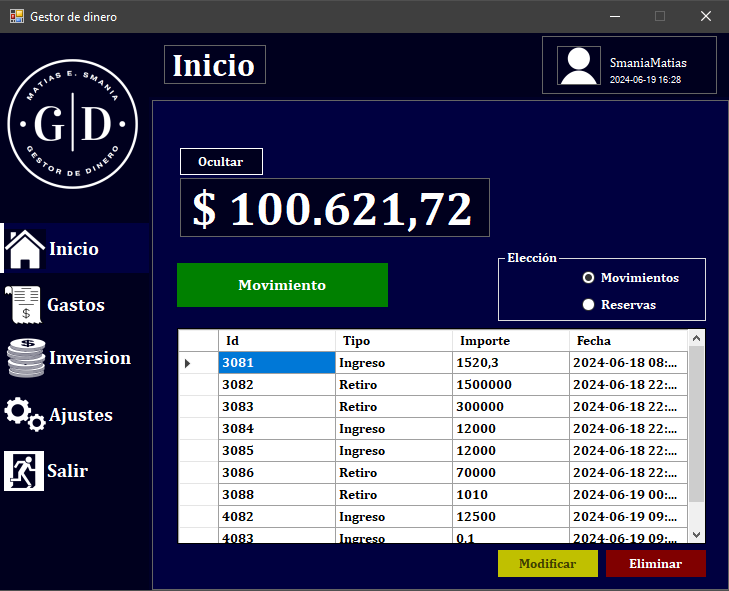 Gestor de dinero
MATIAS E. SMANIA
G|D
GESTOR DE DINERO
Inicio
SmaniaMatias
2024-06-19 16:28
Inicio
Gastos
$
$
Inversion
Ajustes
Salir
Ocultar
$ 100.621,72
Movimiento
Elección
Movimientos
Reservas
Id Tipo Importe Fecha
3081 Ingreso 1520,3 2024-06-18 08:...
3082 Retiro 1500000 2024-06-18 22:...
3083 Retiro 300000 2024-06-18 22:...
3084 Ingreso 12000 2024-06-18 22:...
3085 Ingreso 12000 2024-06-18 22:...
3086 Retiro 70000 2024-06-18 22:...
3088 Retiro 1010 2024-06-19 00:...
4082 Ingreso 12500 2024-06-19 09:...
4083 Ingreso 0,1 2024-06-19 09:...
Modificar
Eliminar